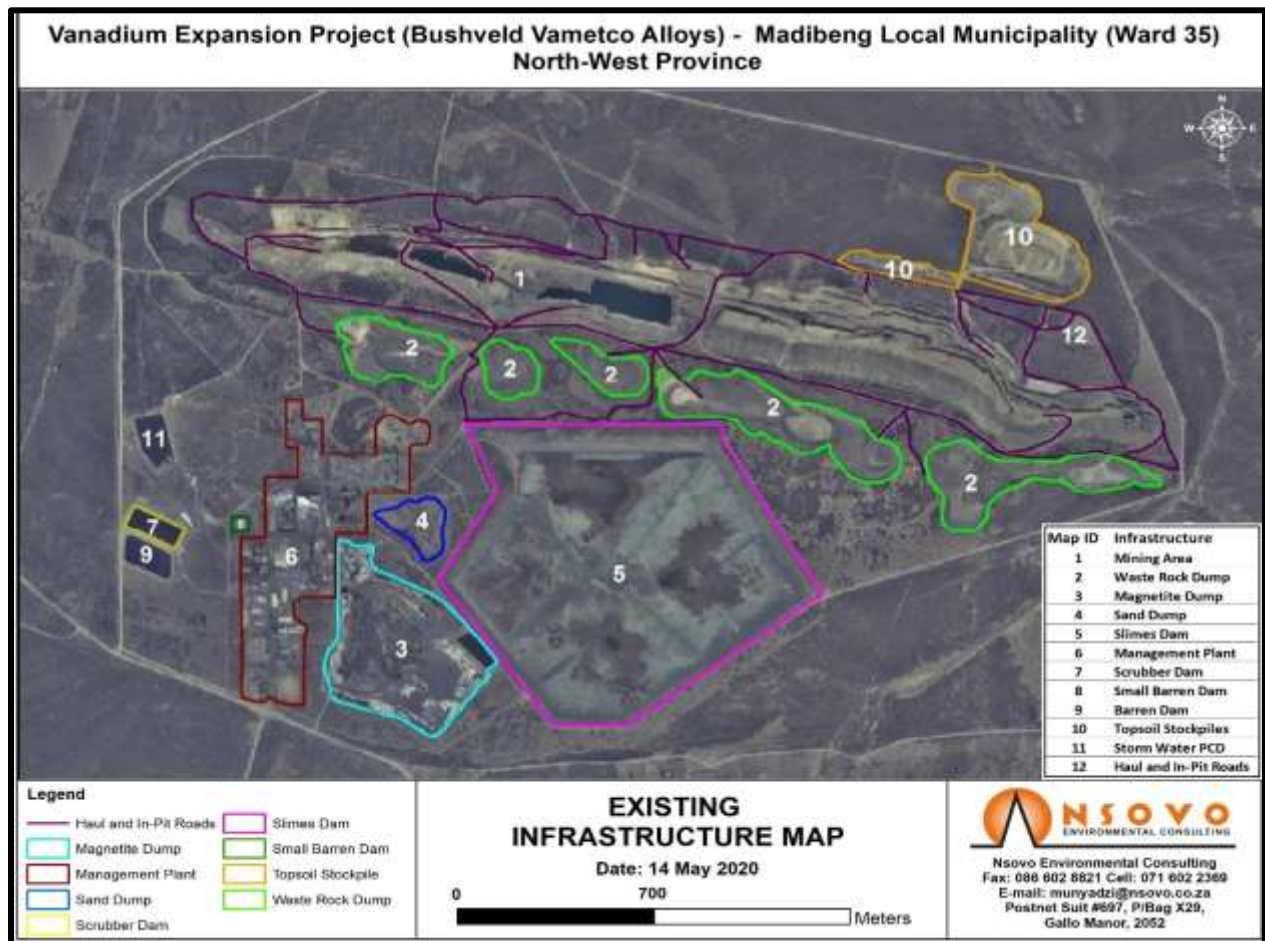 Vanadium Expansion Project (Bushveld Vametco Alloys) - Madibeng Local Municipality (Ward 35)
North-West Province
N
W E
S
10
10
1
12
2
2
2
2
11
2
4
7
8
9
6
5
3
Map ID Infrastructure
1 Mining Area
2 Waste Rock Dump
3 Magnetite Dump
4 Sand Dump
5 Slimes Dam
6 Management Plant
7 Scrubber Dam
8 Small Barren Dam
9 Barren Dam
10 Topsoil Stockpiles
11 Storm Water PCD
12 Haul and In-Pit Roads
Legend
Haul and In-Pit Roads
Magnetite Dump
Management Plant
Sand Dump
Scrubber Dam
Slimes Dam
Small Barren Dam
Topsoil Stockpile
Waste Rock Dump
EXISTING
INFRASTRUCTURE MAP
Date: 14 May 2020
0 700
Meters
NSOVO
ENVIRONMENTAL CONSULTING
Nsovo Environmental Consulting
Fax: 086 602 8821 Cell: 071 602 2369
E-mail: munyadzi@nsovo.co.za
Postnet Suit #697, P/Bag X29,
Gallo Manor, 2052